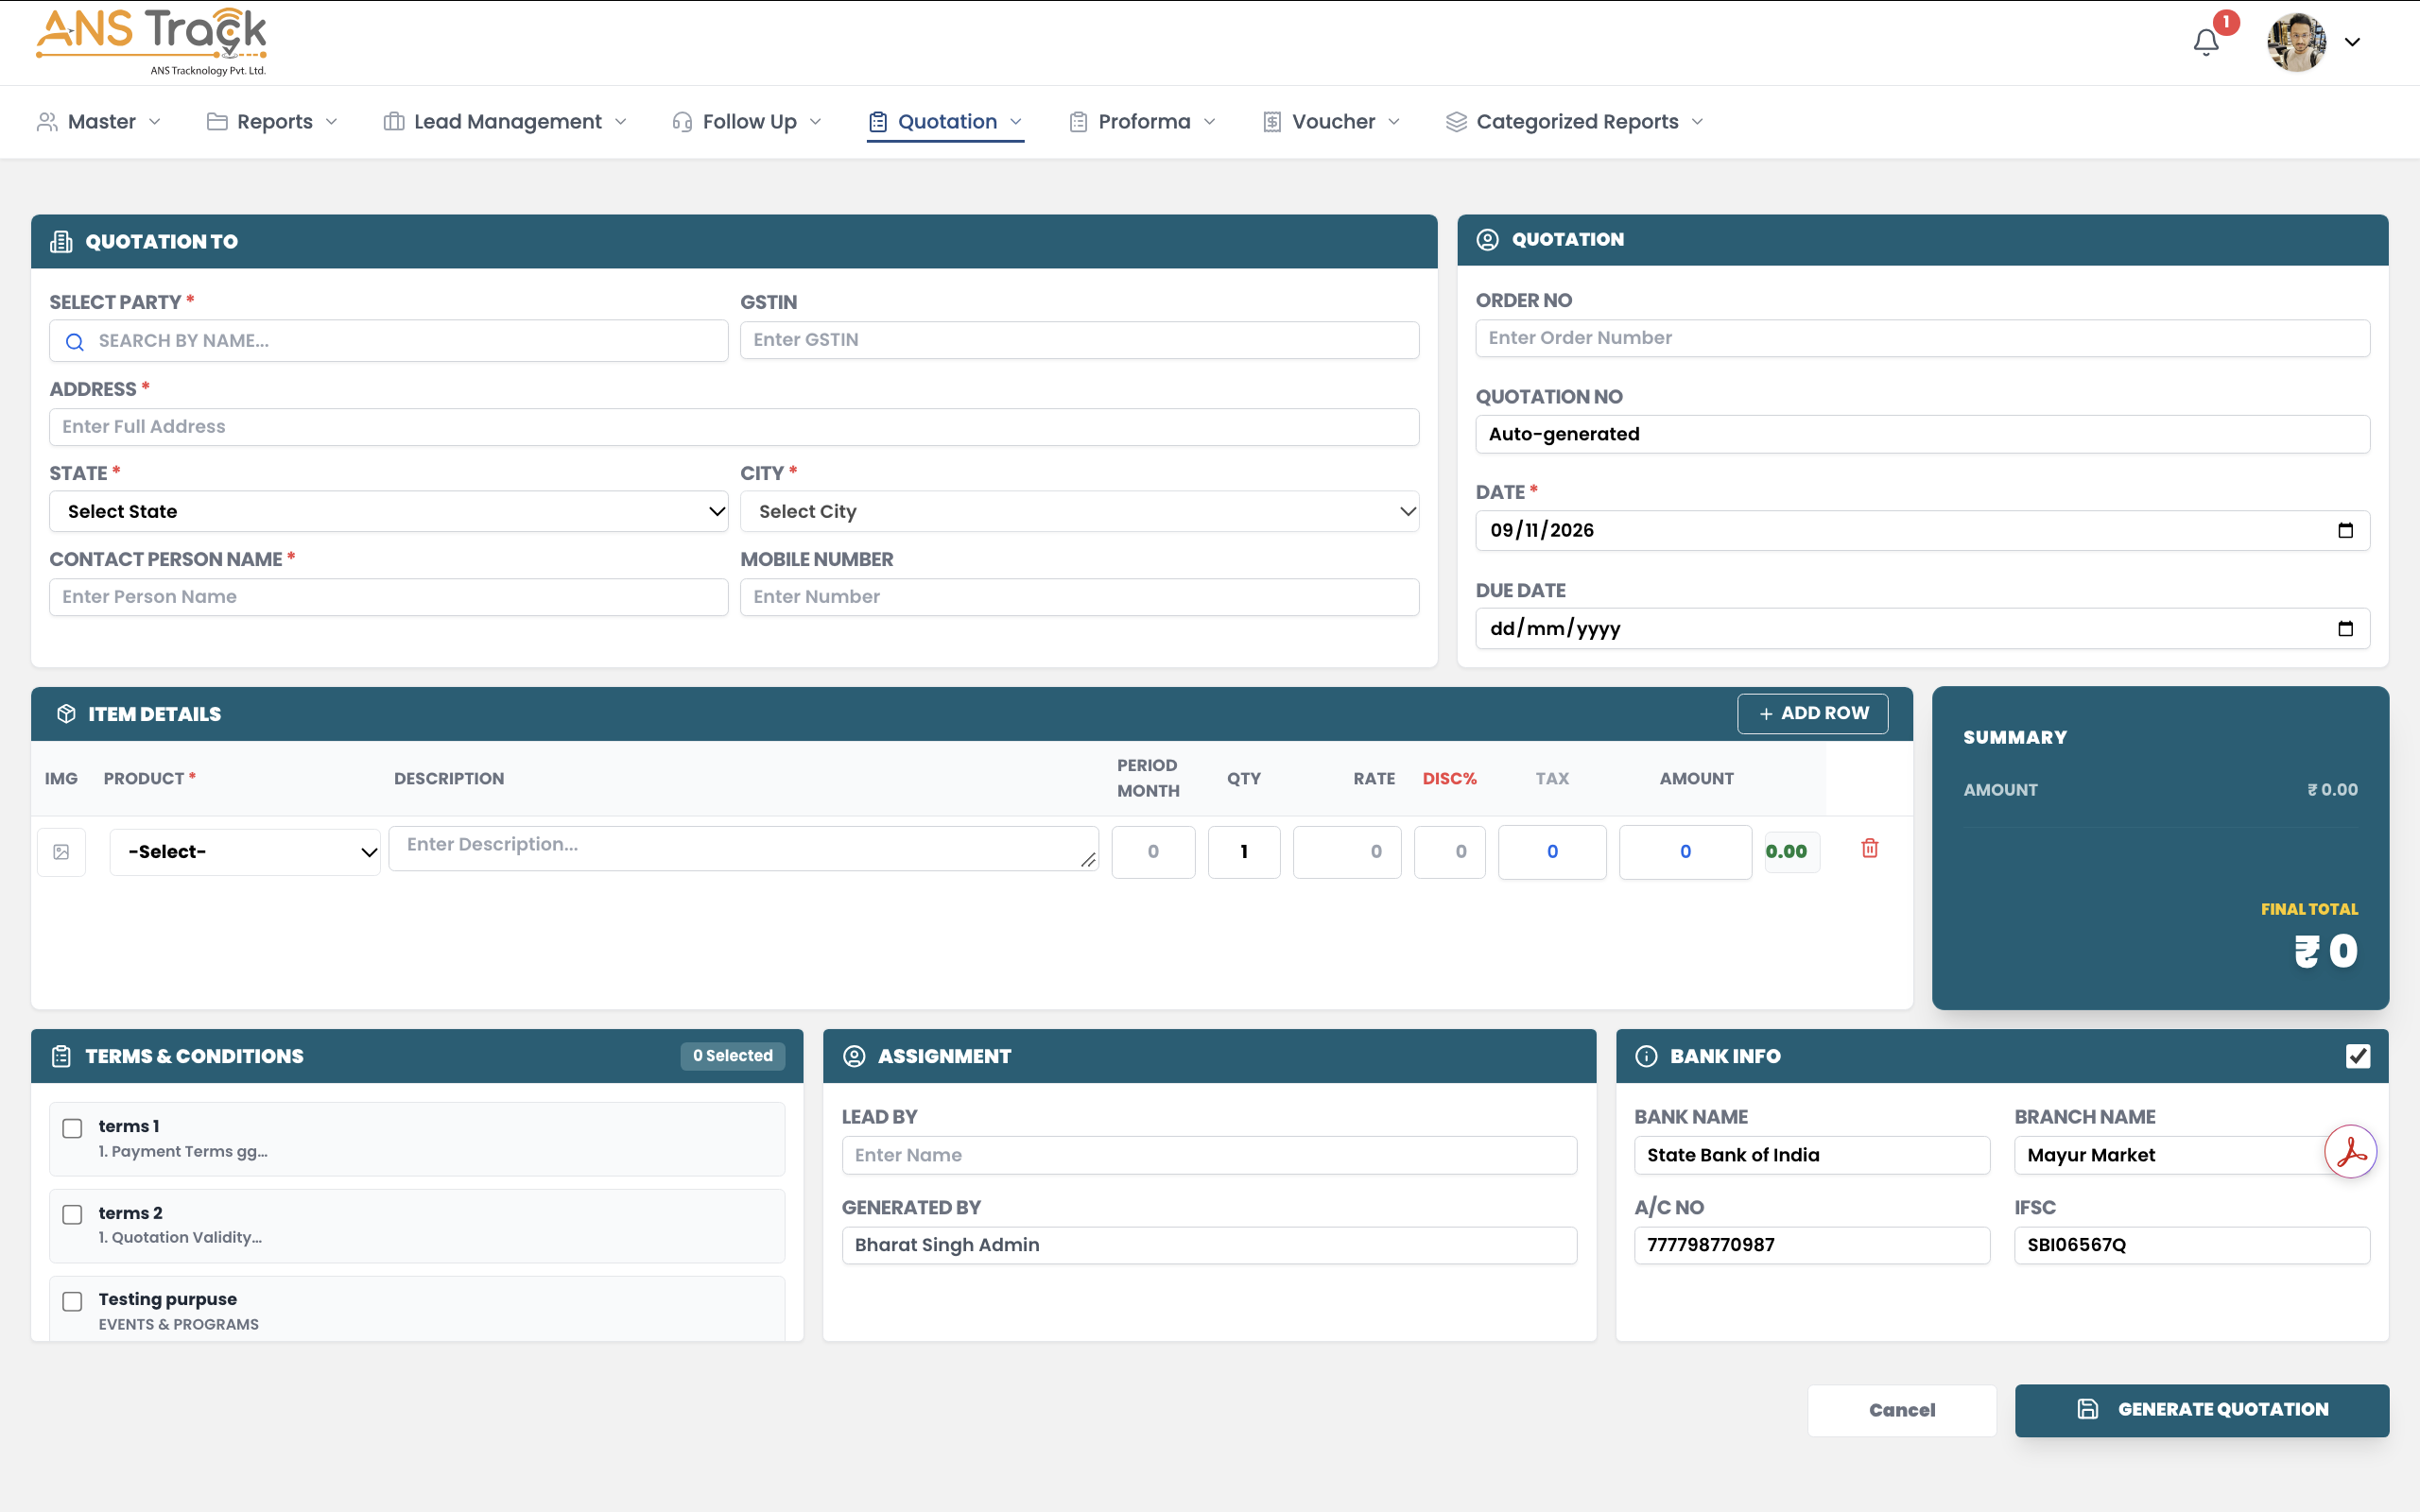 ANS Track
ANS Tracknology Pvt. Ltd.
1
Master
Reports
Lead Management
Follow Up
Quotation
Proforma
Voucher
Categorized Reports
QUOTATION TO
SELECT PARTY *
SEARCH BY NAME...
GSTIN
Enter GSTIN
ADDRESS *
Enter Full Address
STATE *
Select State
CITY *
Select City
CONTACT PERSON NAME *
Enter Person Name
MOBILE NUMBER
Enter Number
QUOTATION
ORDER NO
Enter Order Number
QUOTATION NO
Auto-generated
DATE *
09/11/2026
DUE DATE
dd/mm/yyyy
ITEM DETAILS
+ ADD ROW
IMG PRODUCT * DESCRIPTION PERIOD MONTH QTY RATE DISC% TAX AMOUNT
-Select- Enter Description... 0 1 0 0 0 0 0.00
SUMMARY
AMOUNT ₹ 0.00
FINAL TOTAL
₹ 0
TERMS & CONDITIONS
0 Selected
terms 1
1. Payment Terms gg...
terms 2
1. Quotation Validity...
Testing purpuse
EVENTS & PROGRAMS
ASSIGNMENT
LEAD BY
Enter Name
GENERATED BY
Bharat Singh Admin
BANK INFO
BANK NAME
State Bank of India
BRANCH NAME
Mayur Market
A/C NO
777798770987
IFSC
SBI06567Q
Cancel
GENERATE QUOTATION